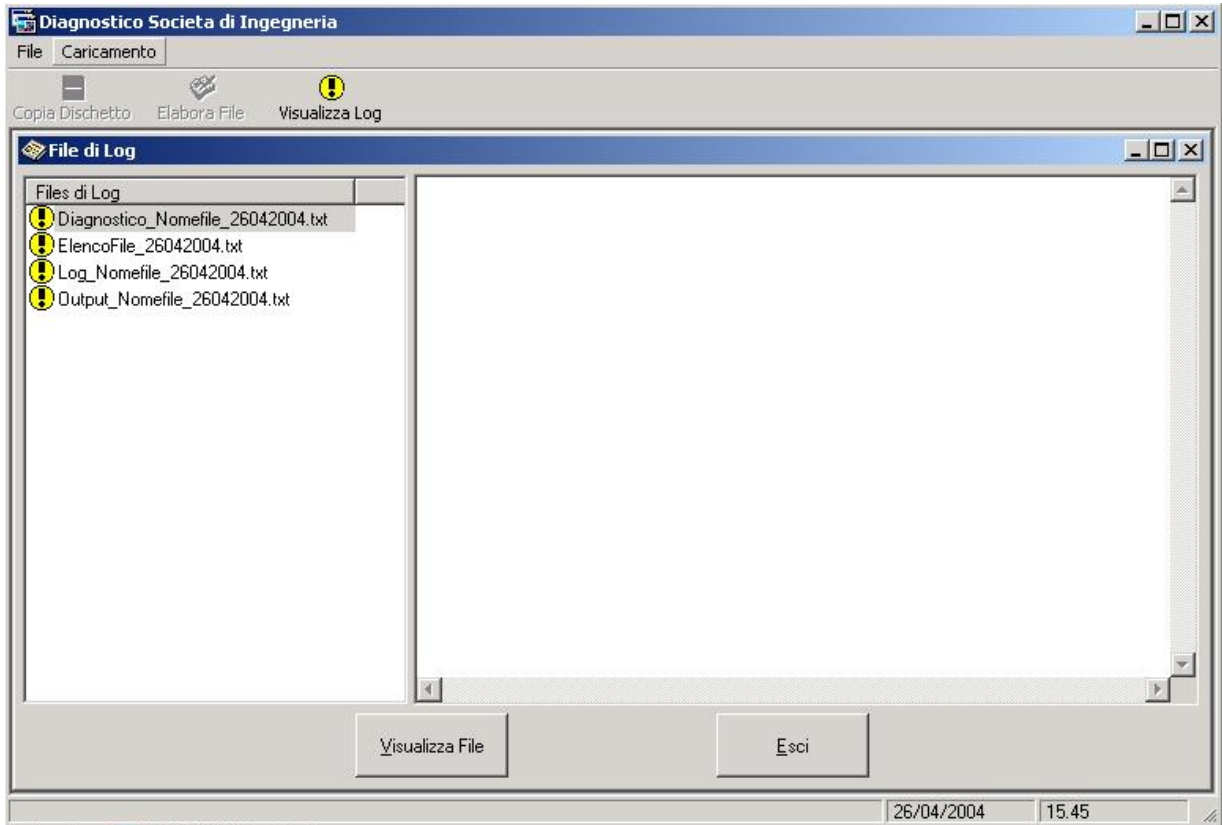 Diagnostico Societa di Ingegneria
File Caricamento
Copia Dischetto Elabora File Visualizza Log
File di Log
Files di Log
Diagnostico_Nomefile_26042004.txt
ElencoFile_26042004.txt
Log_Nomefile_26042004.txt
Output_Nomefile_26042004.txt
Visualizza File Esci
26/04/2004 15.45